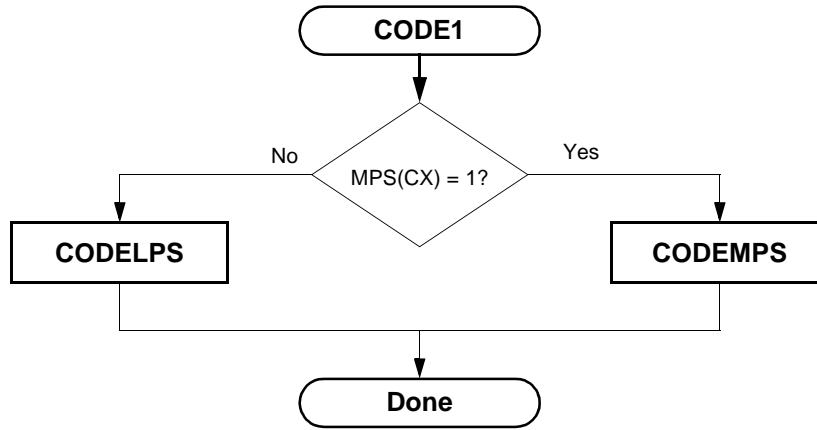 CODE1
No
Yes
MPS(CX) = 1?
CODELPS
CODEMPS
Done